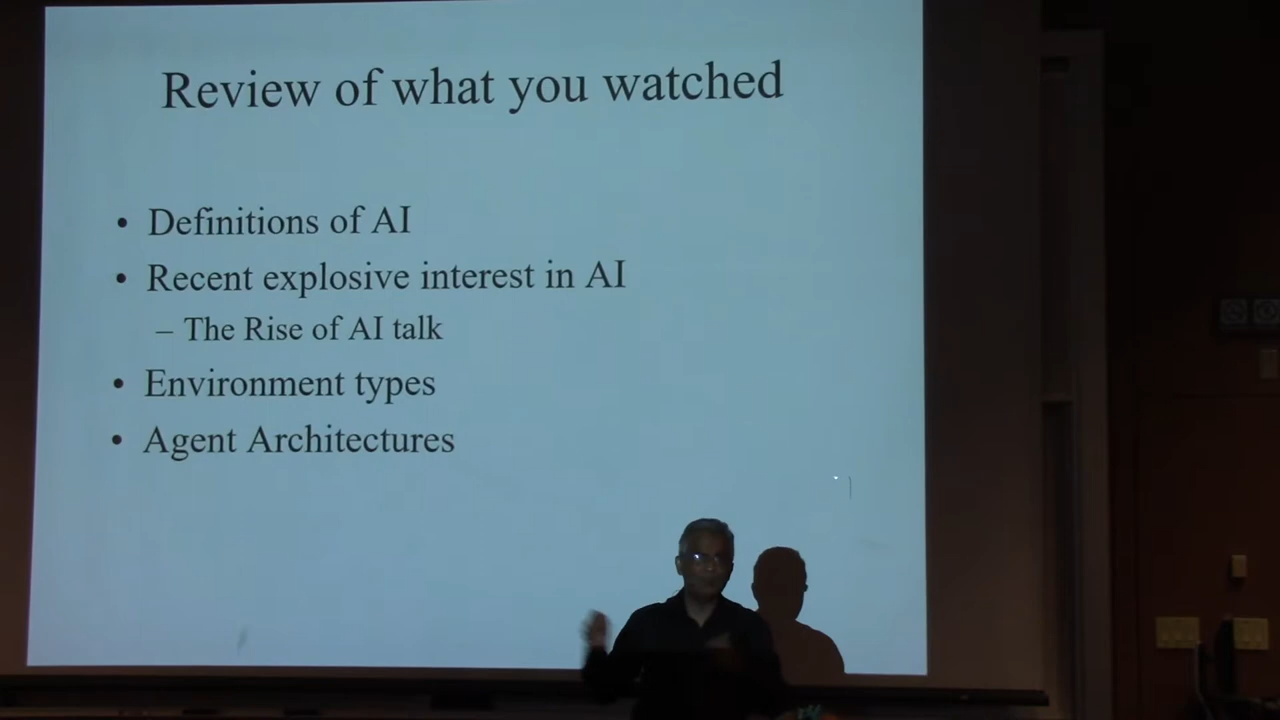 Review of what you watched
• Definitions of AI
• Recent explosive interest in AI
– The Rise of AI talk
• Environment types
• Agent Architectures